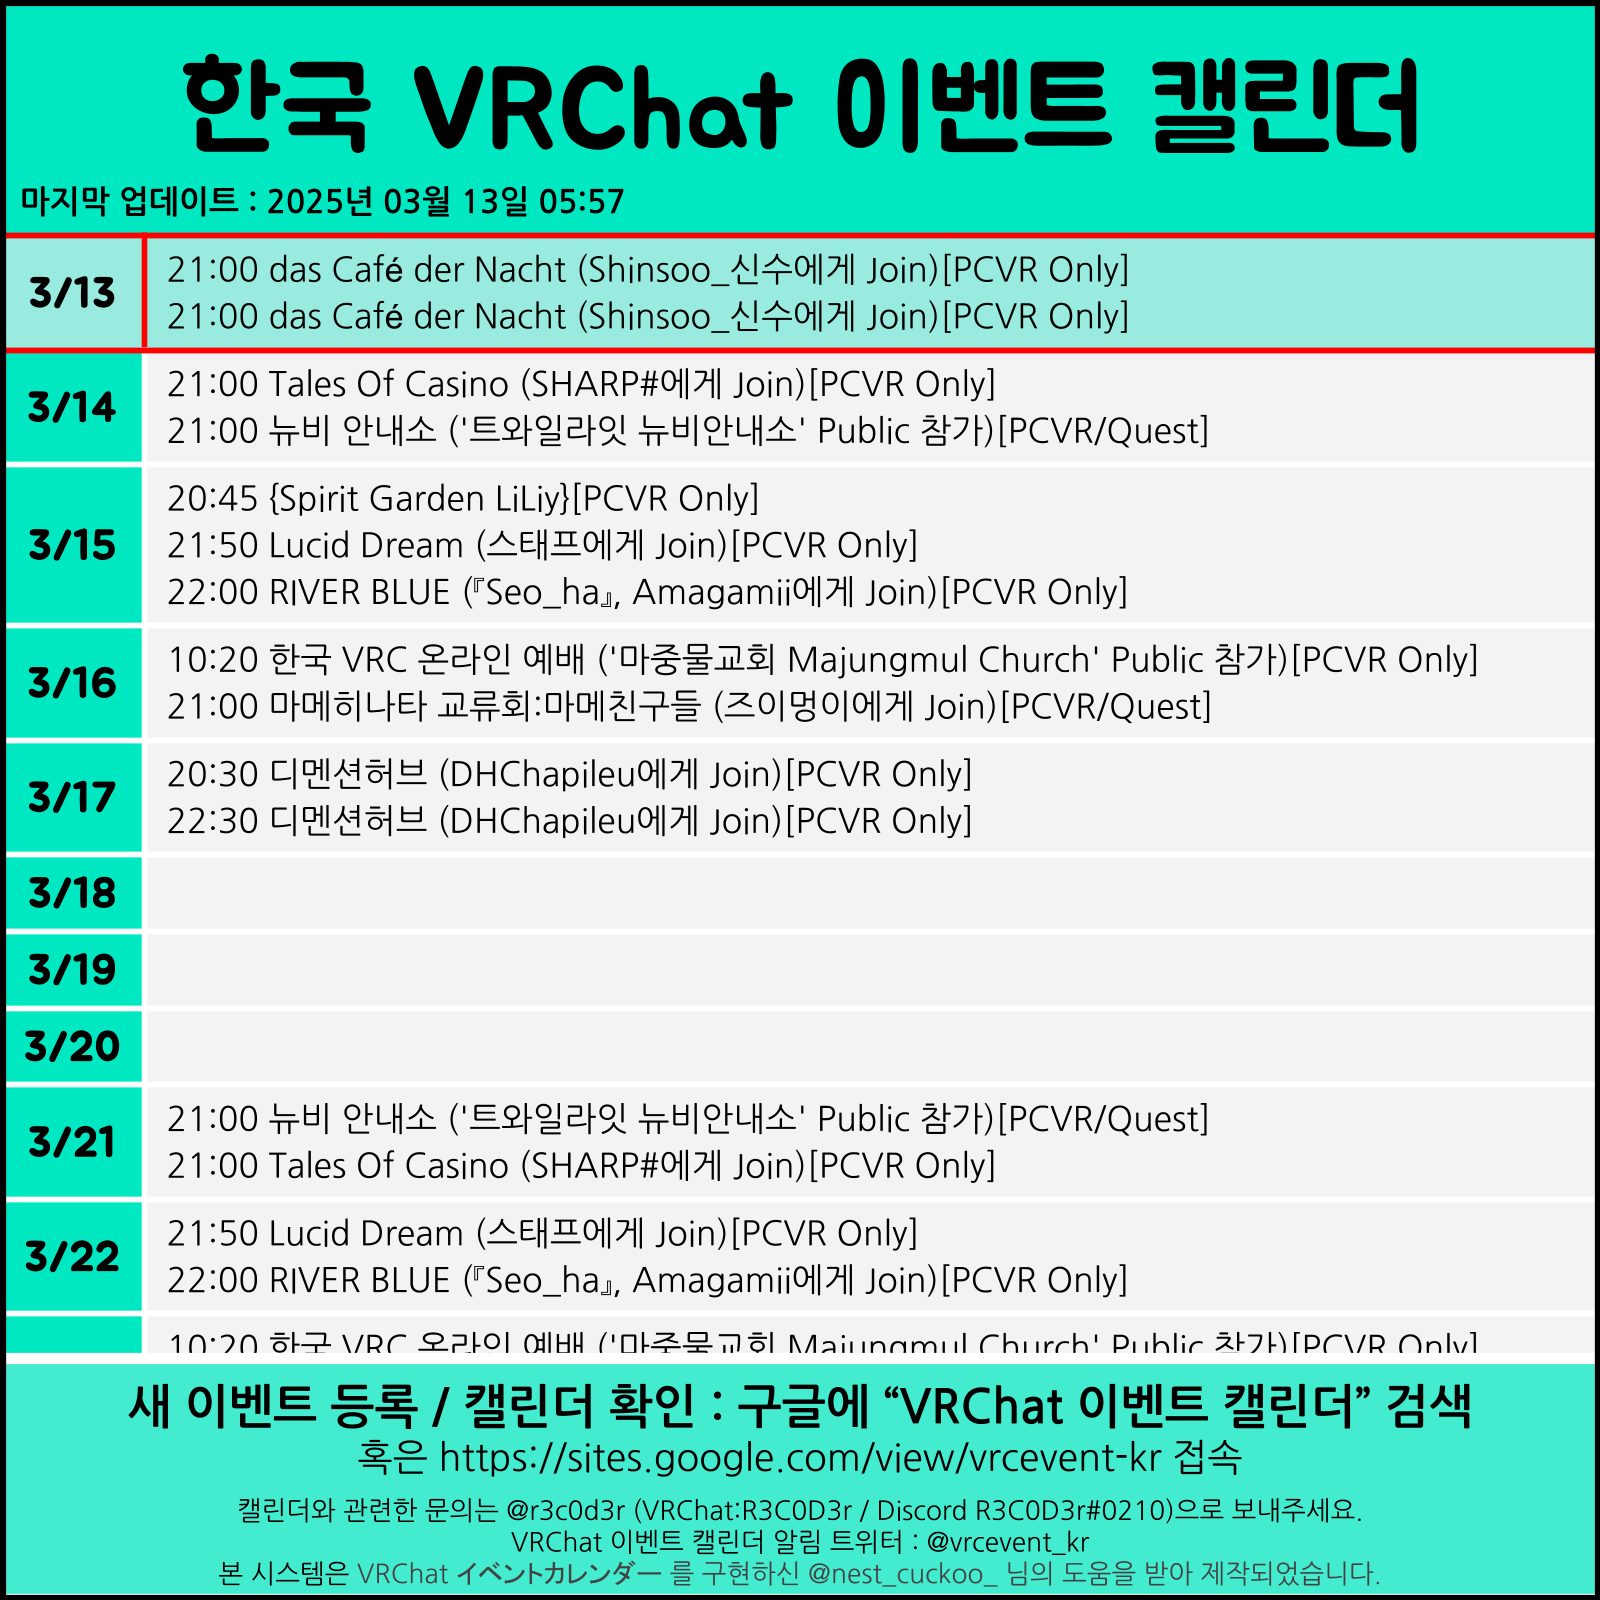 한국 VRChat 이벤트 캘린더
마지막 업데이트 : 2025년 03월 13일 05:57
3/13
21:00 das Café der Nacht (Shinsoo_신수에게 Join)[PCVR Only]
21:00 das Café der Nacht (Shinsoo_신수에게 Join)[PCVR Only]
3/14
21:00 Tales Of Casino (SHARP#에게 Join)[PCVR Only]
21:00 뉴비 안내소 ('트와일라잇 뉴비안내소' Public 참가)[PCVR/Quest]
3/15
20:45 {Spirit Garden LiLiy}[PCVR Only]
21:50 Lucid Dream (스태프에게 Join)[PCVR Only]
22:00 RIVER BLUE (『Seo_ha』, Amagamii에게 Join)[PCVR Only]
3/16
10:20 한국 VRC 온라인 예배 ('마중물교회 Majungmul Church' Public 참가)[PCVR Only]
21:00 마메히나타 교류회:마메친구들 (즈이멍이에게 Join)[PCVR/Quest]
3/17
20:30 디멘션허브 (DHChapileu에게 Join)[PCVR Only]
22:30 디멘션허브 (DHChapileu에게 Join)[PCVR Only]
3/18
3/19
3/20
3/21
21:00 뉴비 안내소 ('트와일라잇 뉴비안내소' Public 참가)[PCVR/Quest]
21:00 Tales Of Casino (SHARP#에게 Join)[PCVR Only]
3/22
21:50 Lucid Dream (스태프에게 Join)[PCVR Only]
22:00 RIVER BLUE (『Seo_ha』, Amagamii에게 Join)[PCVR Only]
10:20 한국 VRC 온라인 예배 ('마중물교회 Majungmul Church' Public 참가)[PCVR Only]
새 이벤트 등록 / 캘린더 확인 : 구글에 “VRChat 이벤트 캘린더” 검색
혹은 https://sites.google.com/view/vrcevent-kr 접속
캘린더와 관련한 문의는 @r3c0d3r (VRChat:R3C0D3r / Discord R3C0D3r#0210)으로 보내주세요.
VRChat 이벤트 캘린더 알림 트위터 : @vrcevent_kr
본 시스템은 VRChat イベントカレンダー 를 구현하신 @nest_cuckoo_ 님의 도움을 받아 제작되었습니다.